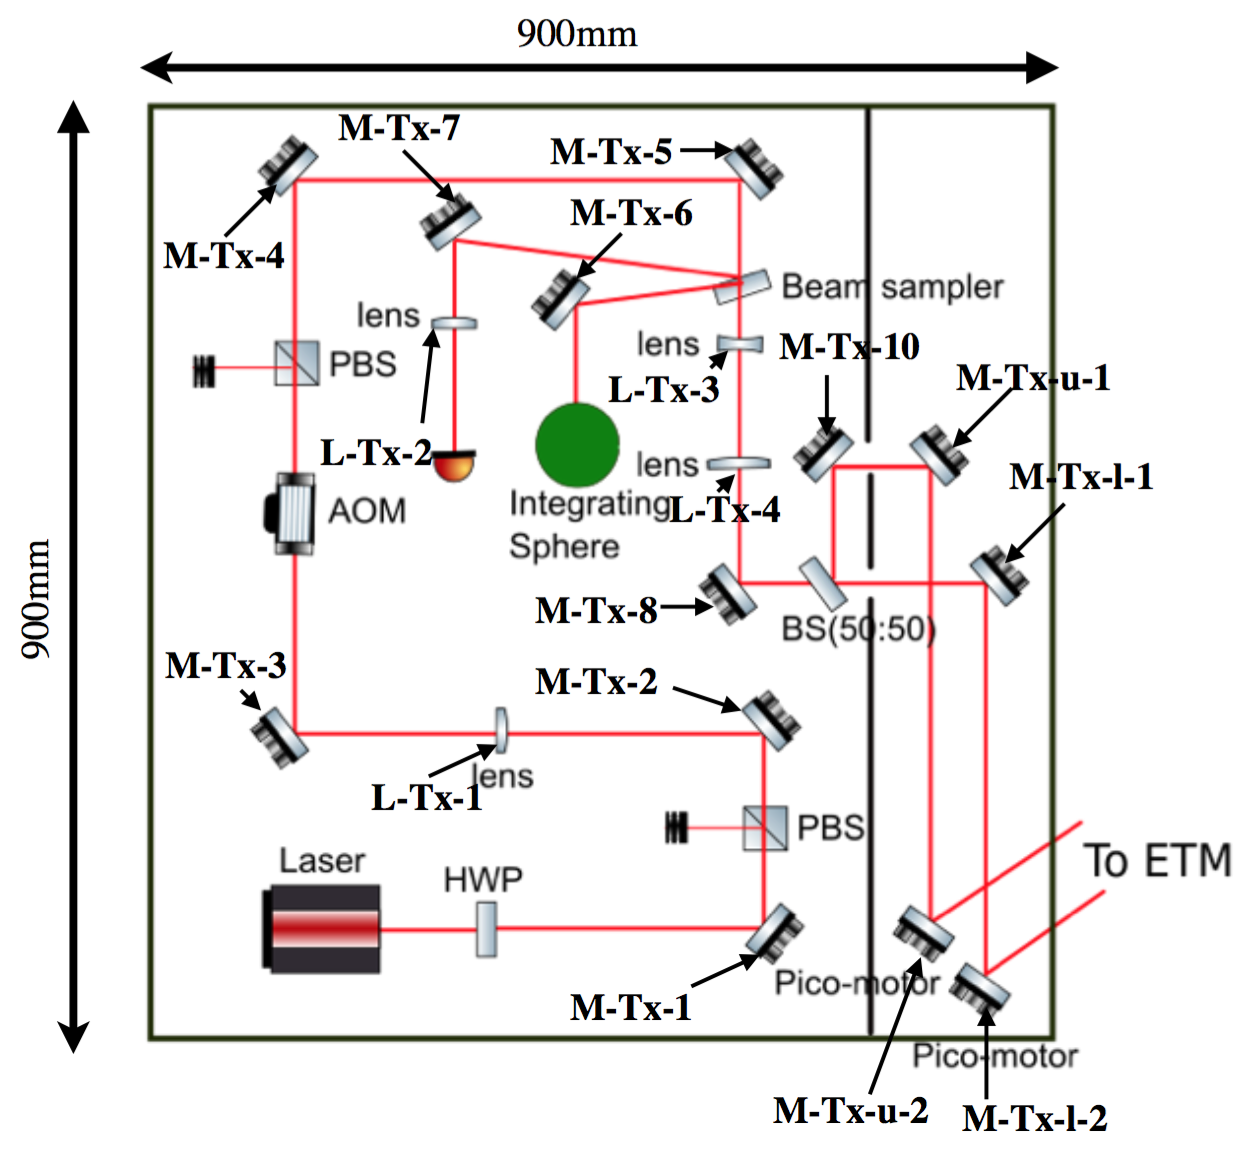 900mm
M-Tx-7
M-Tx-5
M-Tx-6
M-Tx-4
Beam sampler
lens
lens
M-Tx-10
PBS
L-Tx-3
M-Tx-u-1
L-Tx-2
lens
M-Tx-l-1
AOM
Integrating
Sphere
L-Tx-4
900mm
M-Tx-8
BS(50:50)
M-Tx-3
M-Tx-2
lens
L-Tx-1
PBS
Laser
HWP
To ETM
Pico-motor
M-Tx-1
Pico-motor
M-Tx-u-2
M-Tx-l-2